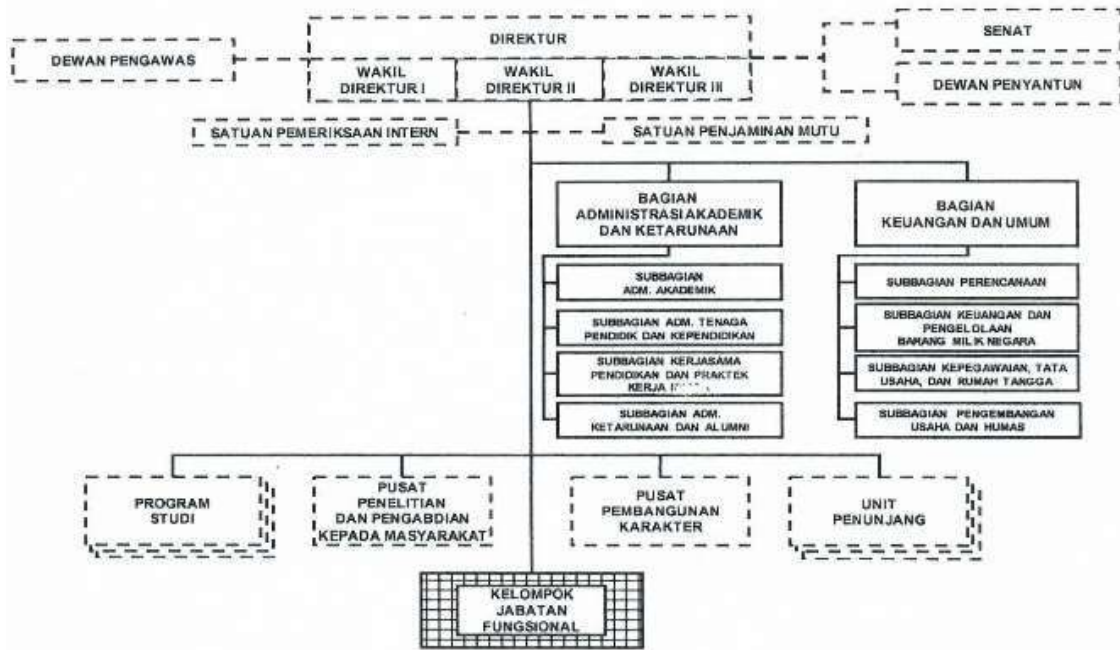 DIREKTUR
SENAT
DEWAN PENGAWAS
WAKIL
DIREKTUR I
WAKIL
DIREKTUR II
WAKIL
DIREKTUR III
DEWAN PENYANTUN
SATUAN PEMERIKSAAN INTERN
SATUAN PENJAMINAN MUTU
BAGIAN
ADMINISTRASI AKADEMIK
DAN KETARUNAAN
BAGIAN
KEUANGAN DAN UMUM
SUBBAGIAN
ADM. AKADEMIK
SUBBAGIAN ADM. TENAGA
PENDIDIK DAN KEPENDIDIKAN
SUBBAGIAN KERJASAMA
PENDIDIKAN DAN PRAKTEK
KERJA
SUBBAGIAN ADM.
KETARUNAAN DAN ALUMNI
SUBBAGIAN PERENCANAAN
SUBBAGIAN KEUANGAN DAN
PENGELOLAAN
BARANG MILIK NEGARA
SUBBAGIAN KEPEGAWAIAN, TATA
USAHA, DAN RUMAH TANGGA
SUBBAGIAN PENGEMBANGAN
USAHA DAN HUMAS
PROGRAM
STUDI
PUSAT
PENELITIAN
DAN PENGABDIAN
KEPADA MASYARAKAT
PUSAT
PEMBANGUNAN
KARAKTER
UNIT
PENUNJANG
KELOMPOK
JABATAN
FUNGSIONAL